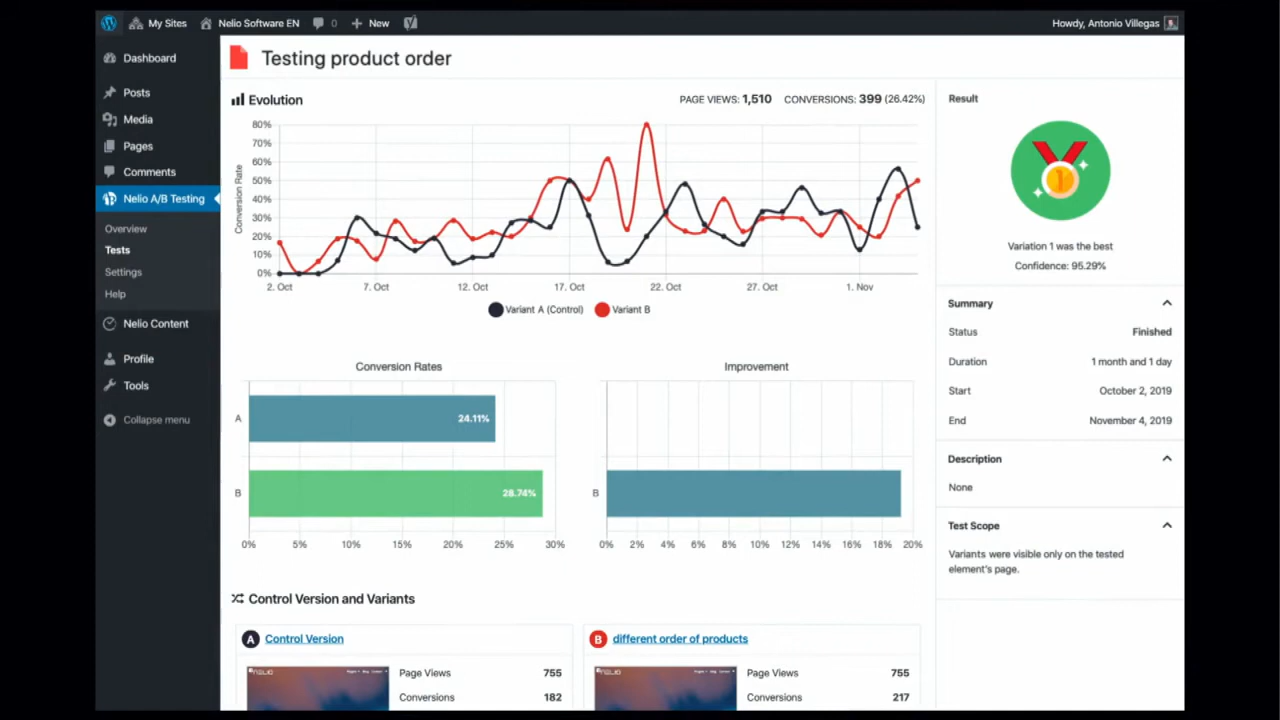 My Sites
Nelio Software EN
0
New
Howdy, Antonio Villegas
Dashboard
Posts
Media
Pages
Comments
Nelio A/B Testing
Overview
Tests
Settings
Help
Nelio Content
Profile
Tools
Collapse menu
Testing product order
Evolution
PAGE VIEWS: 1,510 CONVERSIONS: 399 (26.42%)
Conversion Rate
80%
70%
60%
50%
40%
30%
20%
10%
0%
2. Oct 7. Oct 12. Oct 17. Oct 22. Oct 27. Oct 1. Nov
Variant A (Control) Variant B
Conversion Rates
A 24.11%
B 28.74%
0% 5% 10% 15% 20% 25% 30%
Improvement
B
0% 2% 4% 6% 8% 10% 12% 14% 16% 18% 20%
Control Version and Variants
A Control Version
NELIO
Page Views 755
Conversions 182
B different order of products
NELIO
Page Views 755
Conversions 217
Result
1
Variation 1 was the best
Confidence: 95.29%
Summary
Status Finished
Duration 1 month and 1 day
Start October 2, 2019
End November 4, 2019
Description
None
Test Scope
Variants were visible only on the tested
element's page.